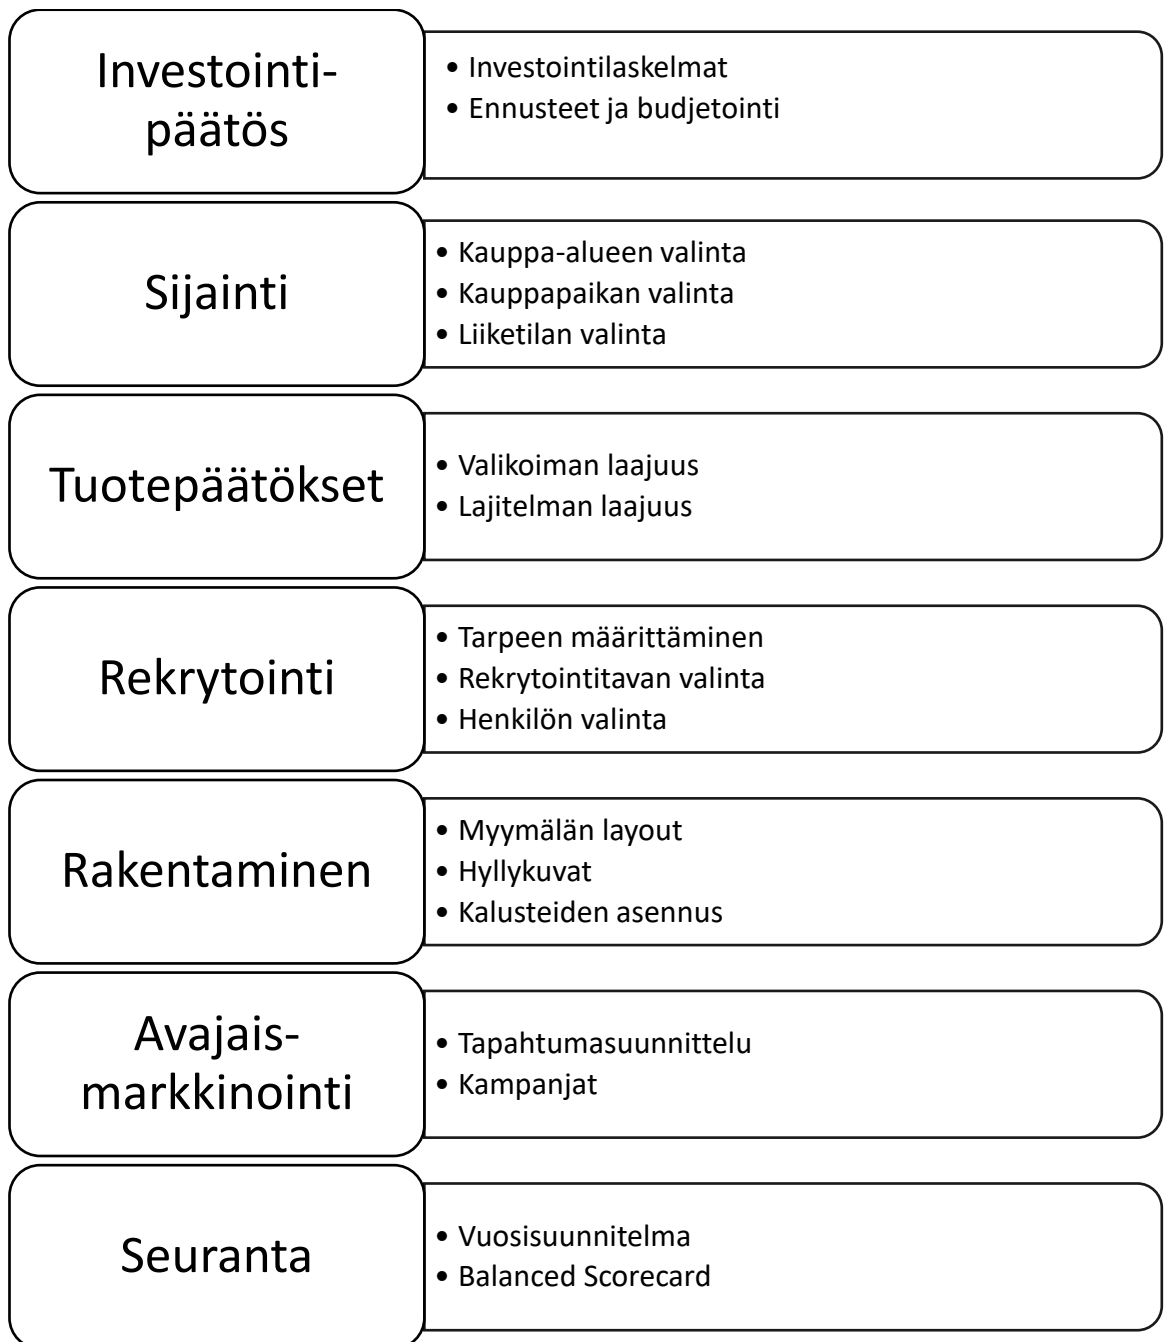 Investointi-
päätös
• Investointilaskelmat
• Ennusteet ja budjetointi
Sijainti
• Kauppa-alueen valinta
• Kauppapaikan valinta
• Liiketilan valinta
Tuotepäätökset
• Valikoiman laajuus
• Lajitelman laajuus
Rekrytointi
• Tarpeen määrittäminen
• Rekrytointitavan valinta
• Henkilön valinta
Rakentaminen
• Myymälän layout
• Hyllykuvat
• Kalusteiden asennus
Avajais-
markkinointi
• Tapahtumasuunnittelu
• Kampanjat
Seuranta
• Vuosisuunnitelma
• Balanced Scorecard